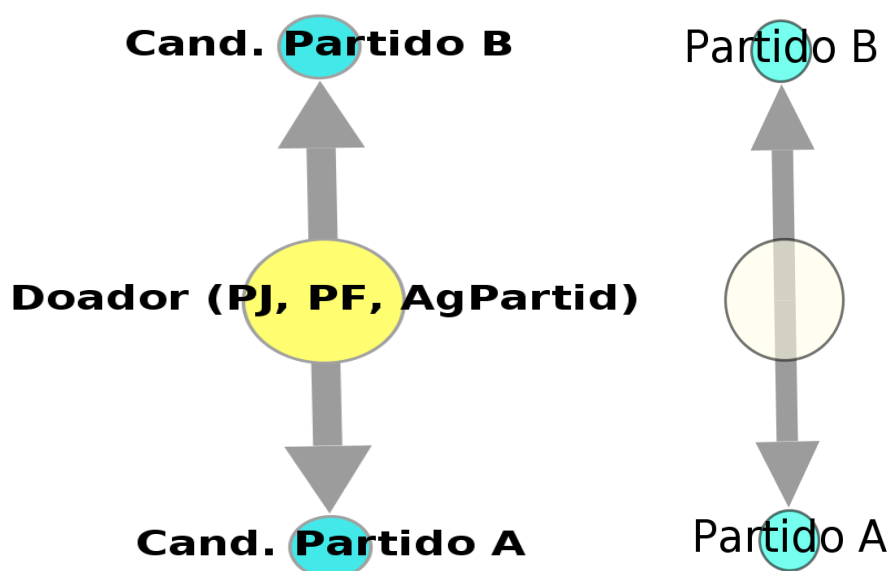 Cand. Partido B
Partido B
Doador (PJ, PF, AgPartid)
Cand. Partido A
Partido A